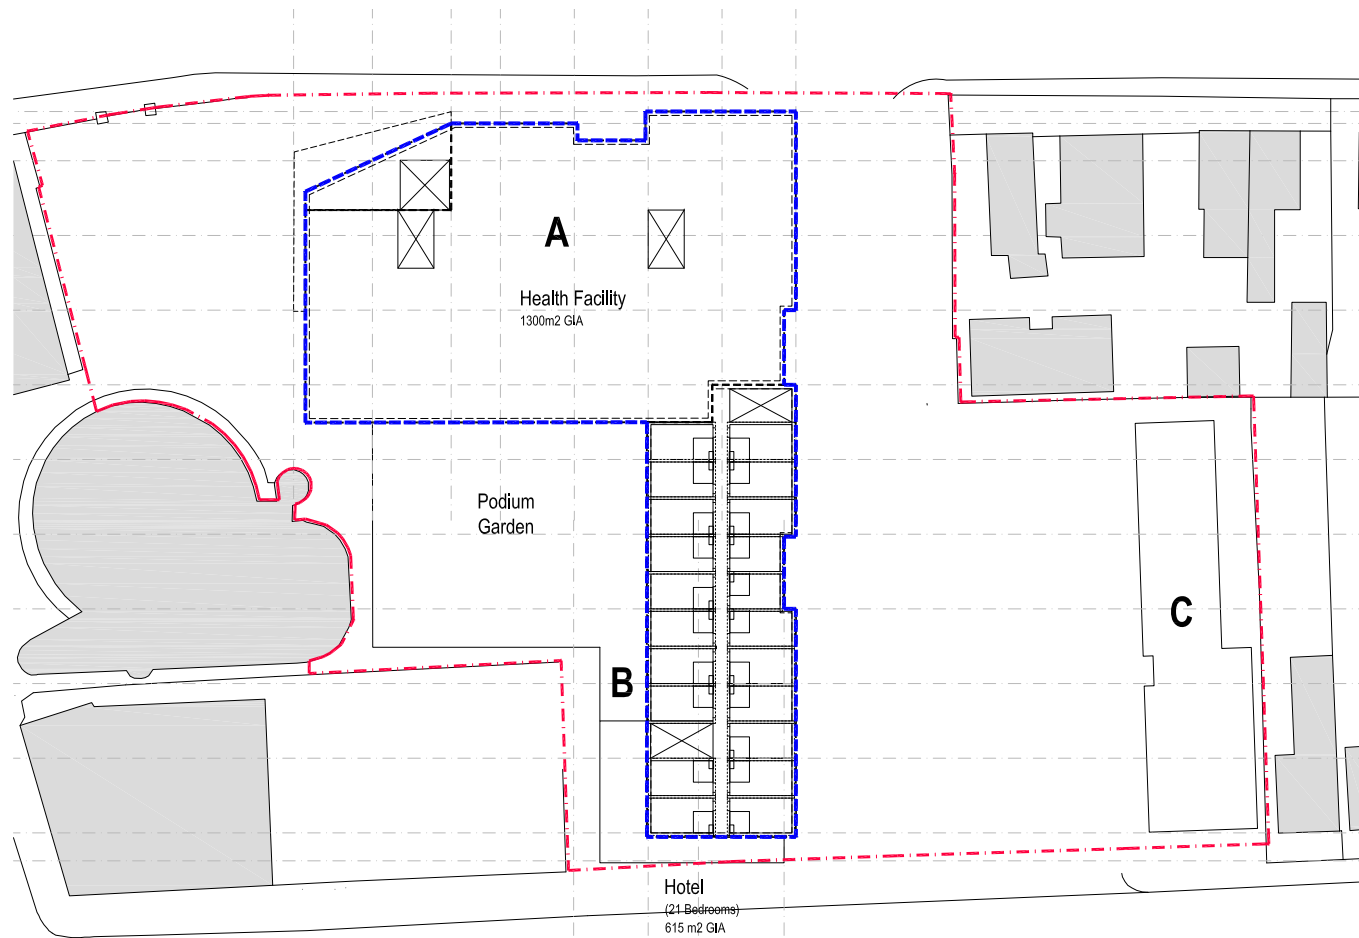 A
Health Facility
1300m2 GIA
Podium
Garden
C
B
Hotel
(21 Bedrooms)
615 m2 GIA